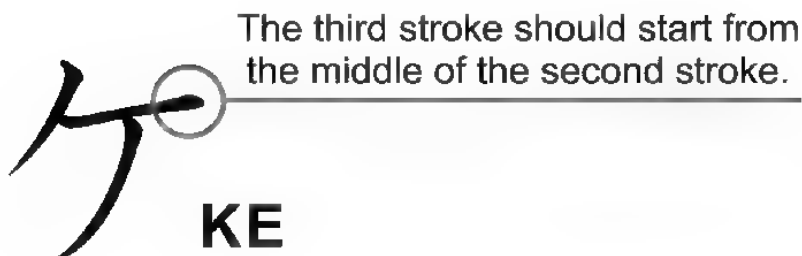 The third stroke should start from
the middle of the second stroke.
ケ
KE